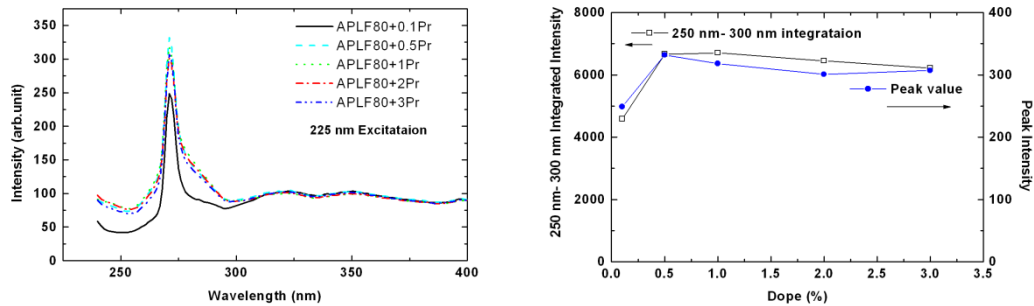 350
300
250
200
150
100
50
0
Intensity (arb.unit)
APLF80+0.1Pr
APLF80+0.5Pr
APLF80+1Pr
APLF80+2Pr
APLF80+3Pr
225 nm Excitataion
250 300 350 400
Wavelength (nm)
8000
6000
4000
2000
0
250 nm- 300 nm Integrated Intensity
250 nm- 300 nm integrataion
Peak value
400
300
200
100
0
Peak Intensity
0.0 0.5 1.0 1.5 2.0 2.5 3.0 3.5
Dope (%)